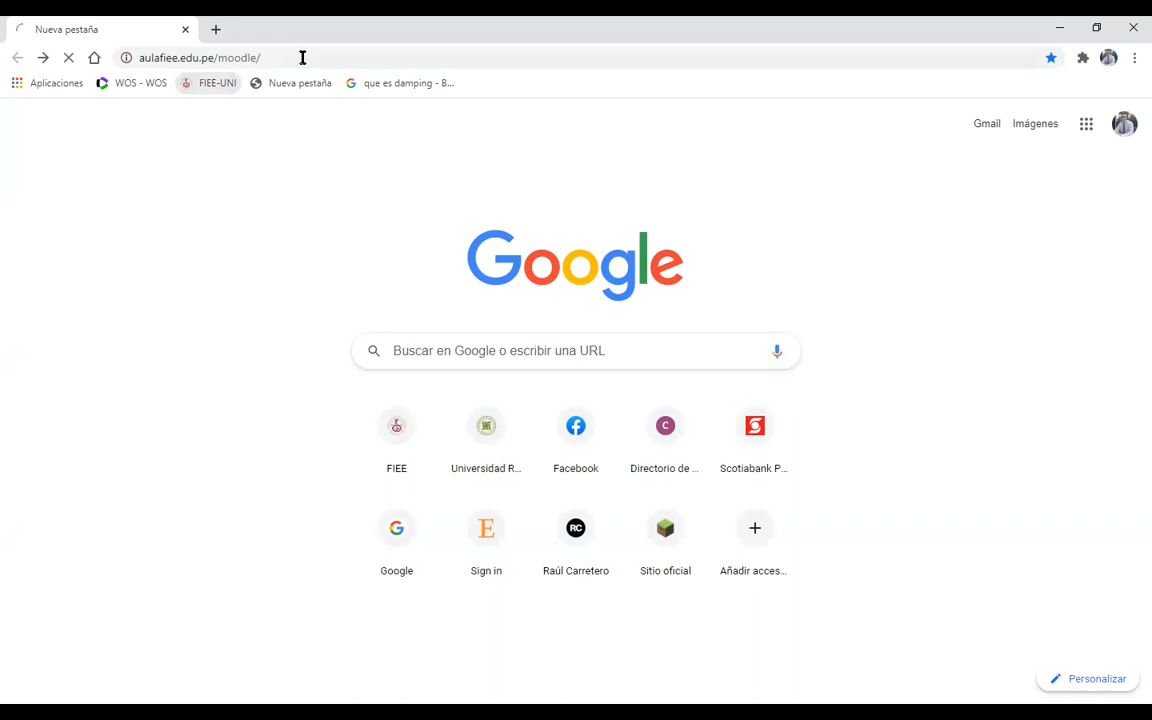 Nueva pestaña
aulafiee.edu.pe/moodle/
Aplicaciones WOS - WOS FIEE-UNI Nueva pestaña que es damping - B...
Gmail Imágenes
Google
Buscar en Google o escribir una URL
C
FIEE Universidad R... Facebook Directorio de ... Scotiabank P...
E RC
Google Sign in Raúl Carretero Sitio oficial Añadir acces...
Personalizar